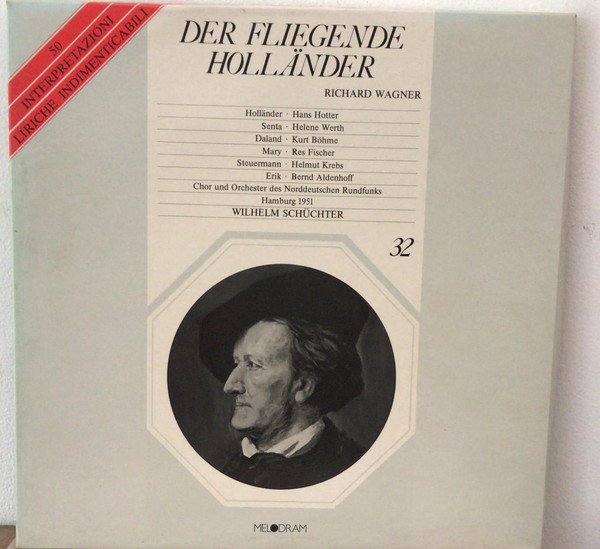 50
INTERPRETAZIONI
LIRICHE INDIMENTICABILI
DER FLIEGENDE
HOLLÄNDER
RICHARD WAGNER
Holländer · Hans Hotter
Senta · Helene Werth
Daland · Kurt Böhme
Mary · Res Fischer
Steuermann · Helmut Krebs
Erik · Bernd Aldenhoff
Chor und Orchester des Norddeutschen Rundfunks
Hamburg 1951
WILHELM SCHÜCHTER
32
MELODRAM